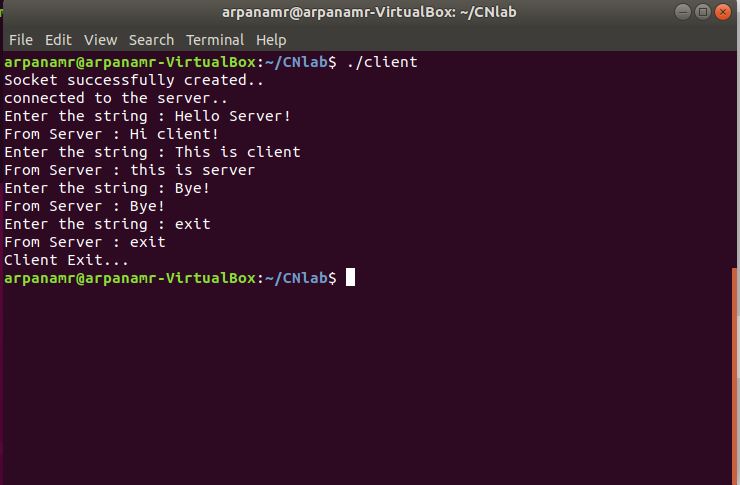 arpanamr@arpanamr-VirtualBox: ~/CNlab
File Edit View Search Terminal Help
arpanamr@arpanamr-VirtualBox:~/CNlab$ ./client
Socket successfully created..
connected to the server..
Enter the string : Hello Server!
From Server : Hi client!
Enter the string : This is client
From Server : this is server
Enter the string : Bye!
From Server : Bye!
Enter the string : exit
From Server : exit
Client Exit...
arpanamr@arpanamr-VirtualBox:~/CNlab$